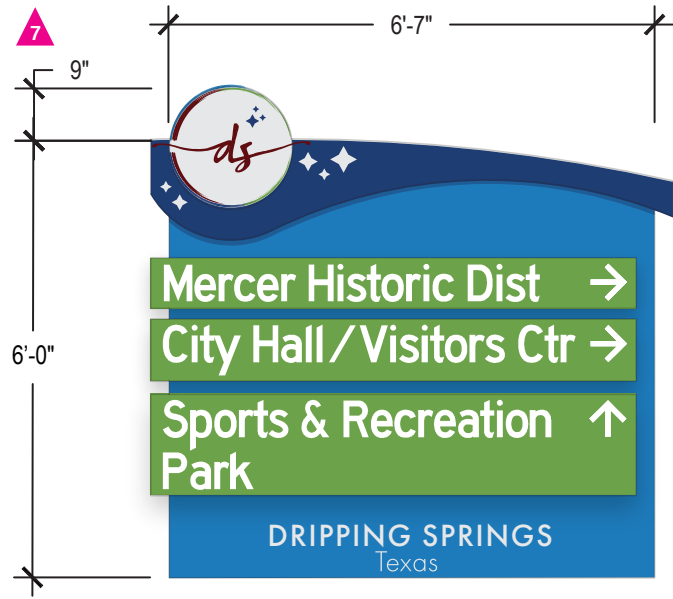 7
6'-7"
9"
ds
Mercer Historic Dist →
City Hall/Visitors Ctr →
6'-0"
Sports & Recreation ↑
Park
DRIPPING SPRINGS
Texas